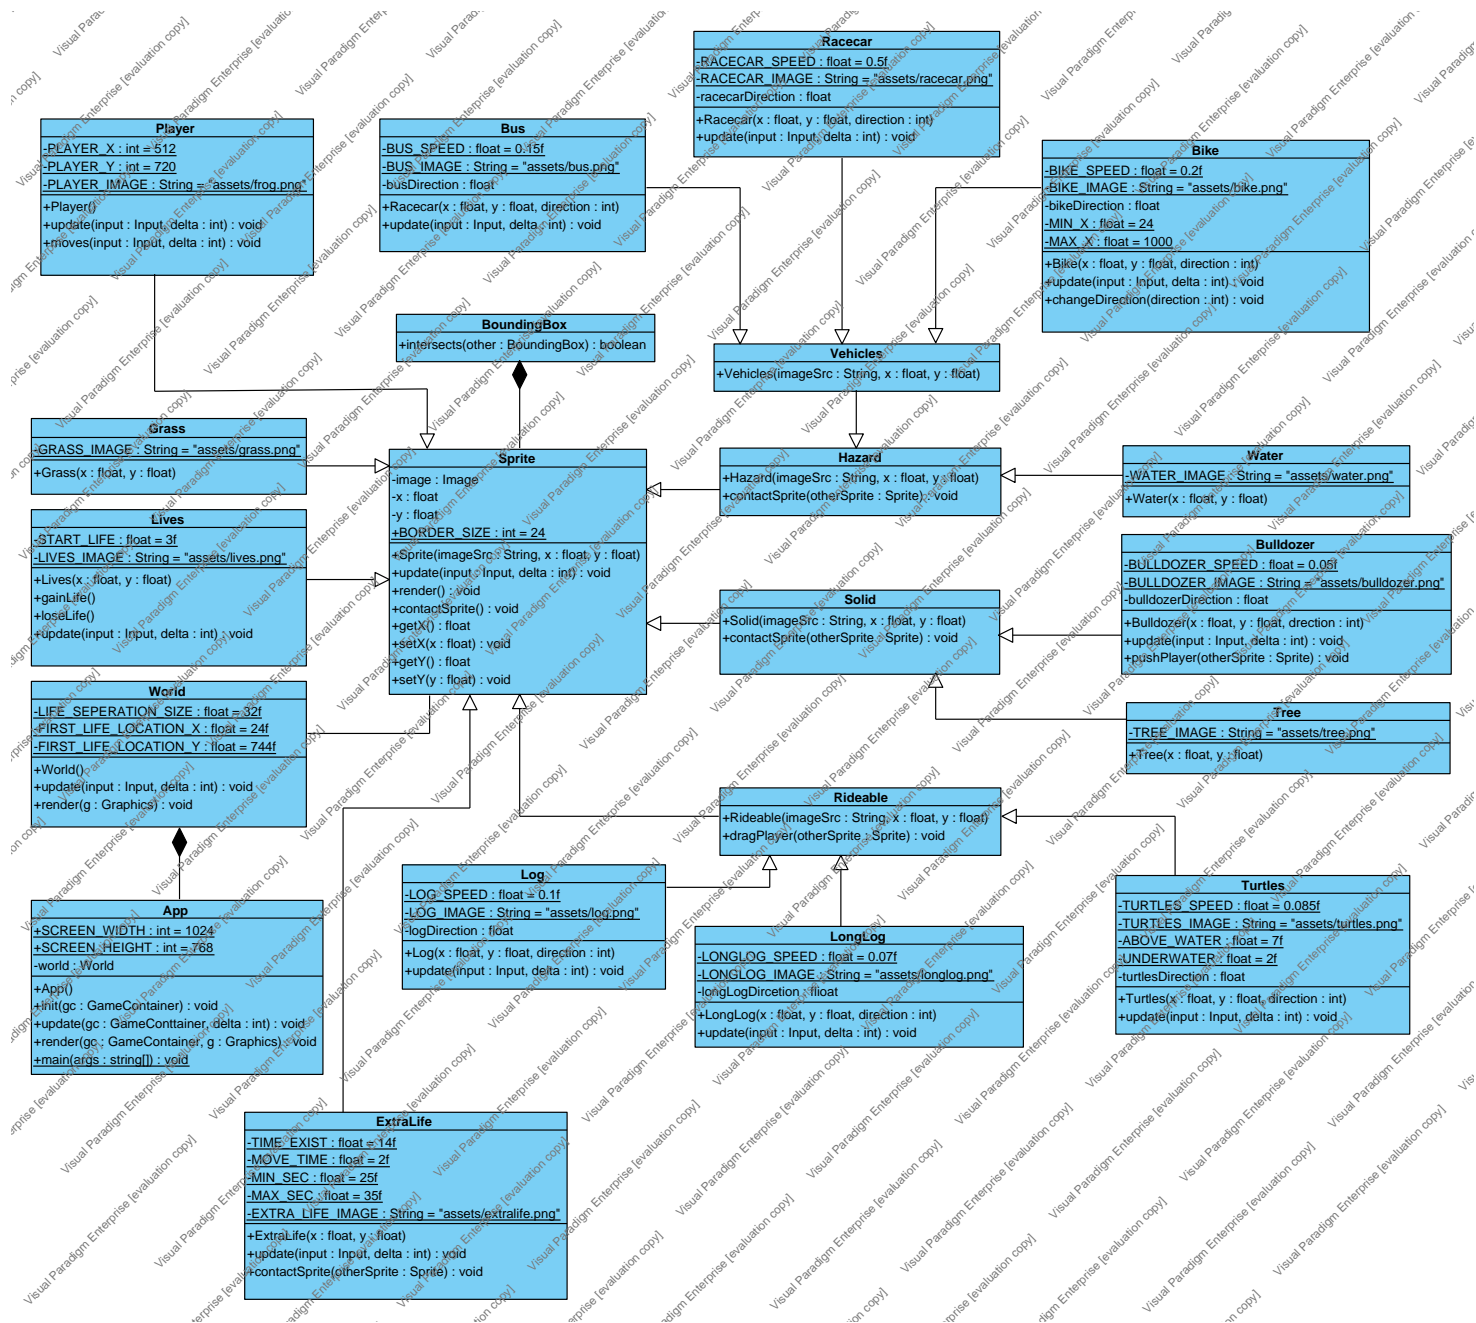 Racecar
-RACECAR_SPEED : float = 0.5f
-RACECAR_IMAGE : String = "assets/racecar.png"
-racecarDirection : float
+Racecar(x : float, y : float, direction : int)
+update(input : Input, delta : int) : void
Player
-PLAYER_X : int = 512
-PLAYER_Y : int = 720
-PLAYER_IMAGE : String = "assets/frog.png"
+Player()
+update(input : Input, delta : int) : void
+moves(input : Input, delta : int) : void
Bus
-BUS_SPEED : float = 0.15f
-BUS_IMAGE : String = "assets/bus.png"
-busDirection : float
+Racecar(x : float, y : float, direction : int)
+update(input : Input, delta : int) : void
Bike
-BIKE_SPEED : float = 0.2f
-BIKE_IMAGE : String = "assets/bike.png"
-bikeDirection : float
-MIN_X : float = 24
-MAX_X : float = 1000
+Bike(x : float, y : float, direction : int)
+update(input : Input, delta : int) : void
+changeDirection(direction : int) : void
BoundingBox
+intersects(other : BoundingBox) : boolean
Vehicles
+Vehicles(imageSrc : String, x : float, y : float)
Grass
-GRASS_IMAGE : String = "assets/grass.png"
+Grass(x : float, y : float)
Sprite
-image : Image
-x : float
-y : float
+BORDER_SIZE : int = 24
+Sprite(imageSrc : String, x : float, y : float)
+update(input : Input, delta : int) : void
+render() : void
+contactSprite() : void
+getX() : float
+setX(x : float) : void
+getY() : float
+setY(y : float) : void
Hazard
+Hazard(imageSrc : String, x : float, y : float)
+contactSprite(otherSprite : Sprite) : void
Water
-WATER_IMAGE : String = "assets/water.png"
+Water(x : float, y : float)
Lives
-START_LIFE : float = 3f
-LIVES_IMAGE : String = "assets/lives.png"
+Lives(x : float, y : float)
+gainLife()
+loseLife()
+update(input : Input, delta : int) : void
Solid
+Solid(imageSrc : String, x : float, y : float)
+contactSprite(otherSprite : Sprite) : void
Bulldozer
-BULLDOZER_SPEED : float = 0.05f
-BULLDOZER_IMAGE : String = "assets/bulldozer.png"
-bulldozerDirection : float
+Bulldozer(x : float, y : float, direction : int)
+update(input : Input, delta : int) : void
+pushPlayer(otherSprite : Sprite) : void
World
-LIFE_SEPERATION_SIZE : float = 32f
-FIRST_LIFE_LOCATION_X : float = 24f
-FIRST_LIFE_LOCATION_Y : float = 744f
+World()
+update(input : Input, delta : int) : void
+render(g : Graphics) : void
Tree
-TREE_IMAGE : String = "assets/tree.png"
+Tree(x : float, y : float)
Rideable
+Rideable(imageSrc : String, x : float, y : float)
+dragPlayer(otherSprite : Sprite) : void
Log
-LOG_SPEED : float = 0.1f
-LOG_IMAGE : String = "assets/log.png"
-logDirection : float
+Log(x : float, y : float, direction : int)
+update(input : Input, delta : int) : void
Turtles
-TURTLES_SPEED : float = 0.085f
-TURTLES_IMAGE : String = "assets/turtles.png"
-ABOVE_WATER : float = 7f
-UNDERWATER : float = 2f
-turtlesDirection : float
+Turtles(x : float, y : float, direction : int)
+update(input : Input, delta : int) : void
App
+SCREEN_WIDTH : int = 1024
+SCREEN_HEIGHT : int = 768
-world : World
+App()
+init(gc : GameContainer) : void
+update(gc : GameConttainer, delta : int) : void
+render(gc : GameContainer, g : Graphics) : void
+main(args : string[]) : void
LongLog
-LONGLOG_SPEED : float = 0.07f
-LONGLOG_IMAGE : String = "assets/longlog.png"
-longLogDircetion : flioat
+LongLog(x : float, y : float, direction : int)
+update(input : Input, delta : int) : void
ExtraLife
-TIME_EXIST : float = 14f
-MOVE_TIME : float = 2f
-MIN_SEC : float = 25f
-MAX_SEC : float = 35f
-EXTRA_LIFE_IMAGE : String = "assets/extralife.png"
+ExtraLife(x : float, y : float)
+update(input : Input, delta : int) : void
+contactSprite(otherSprite : Sprite) : void
Visual Paradigm Enterprise [evaluation copy]